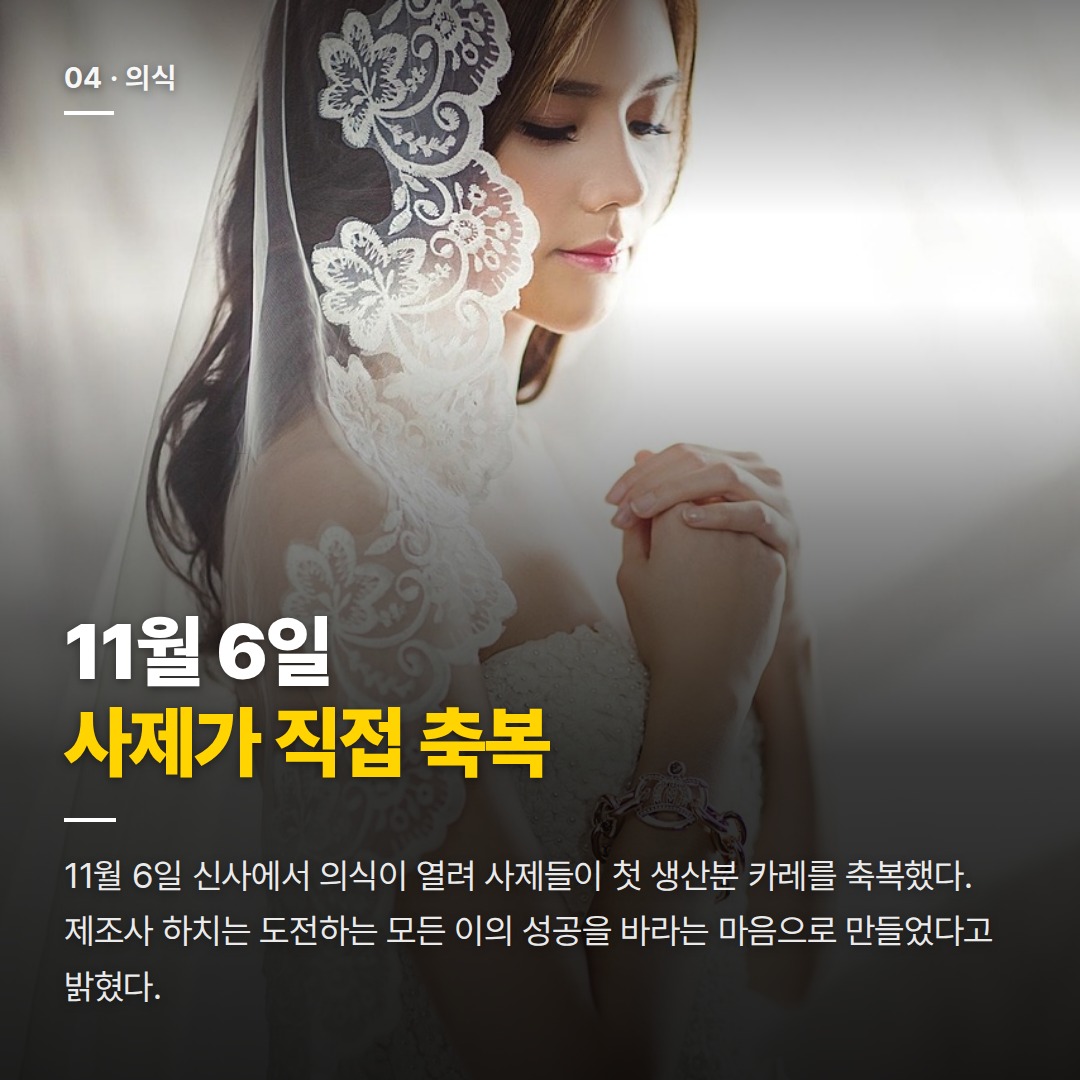 04 · 의식
11월 6일
사제가 직접 축복
11월 6일 신사에서 의식이 열려 사제들이 첫 생산분 카레를 축복했다.
제조사 하치는 도전하는 모든 이의 성공을 바라는 마음으로 만들었다고
밝혔다.